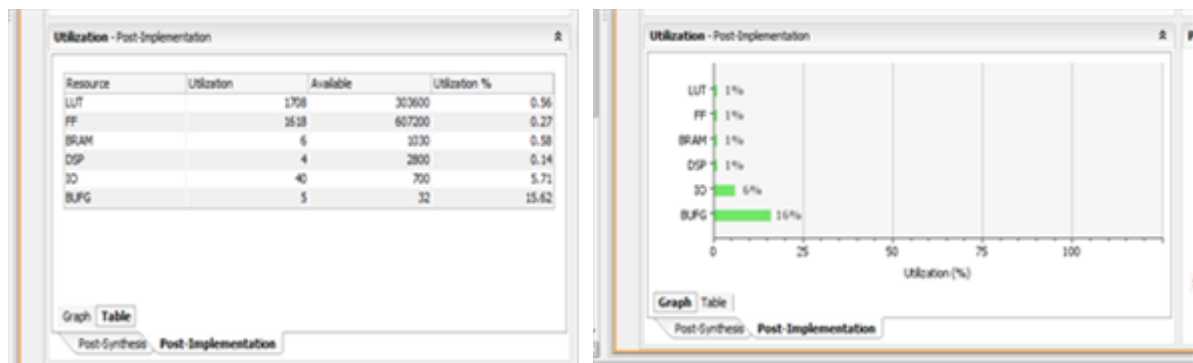 Utilization - Post-Implementation
Resource Utilization Available Utilization %
LUT 1708 303600 0.56
FF 1618 607200 0.27
BRAM 6 1030 0.58
DSP 4 2800 0.14
IO 40 700 5.71
BUFG 5 32 15.62
Graph Table
Post-Synthesis Post-Implementation
Utilization - Post-Implementation
LUT 1%
FF 1%
BRAM 1%
DSP 1%
IO 6%
BUFG 16%
0 25 50 75 100
Utilization (%)
Graph Table
Post-Synthesis Post-Implementation